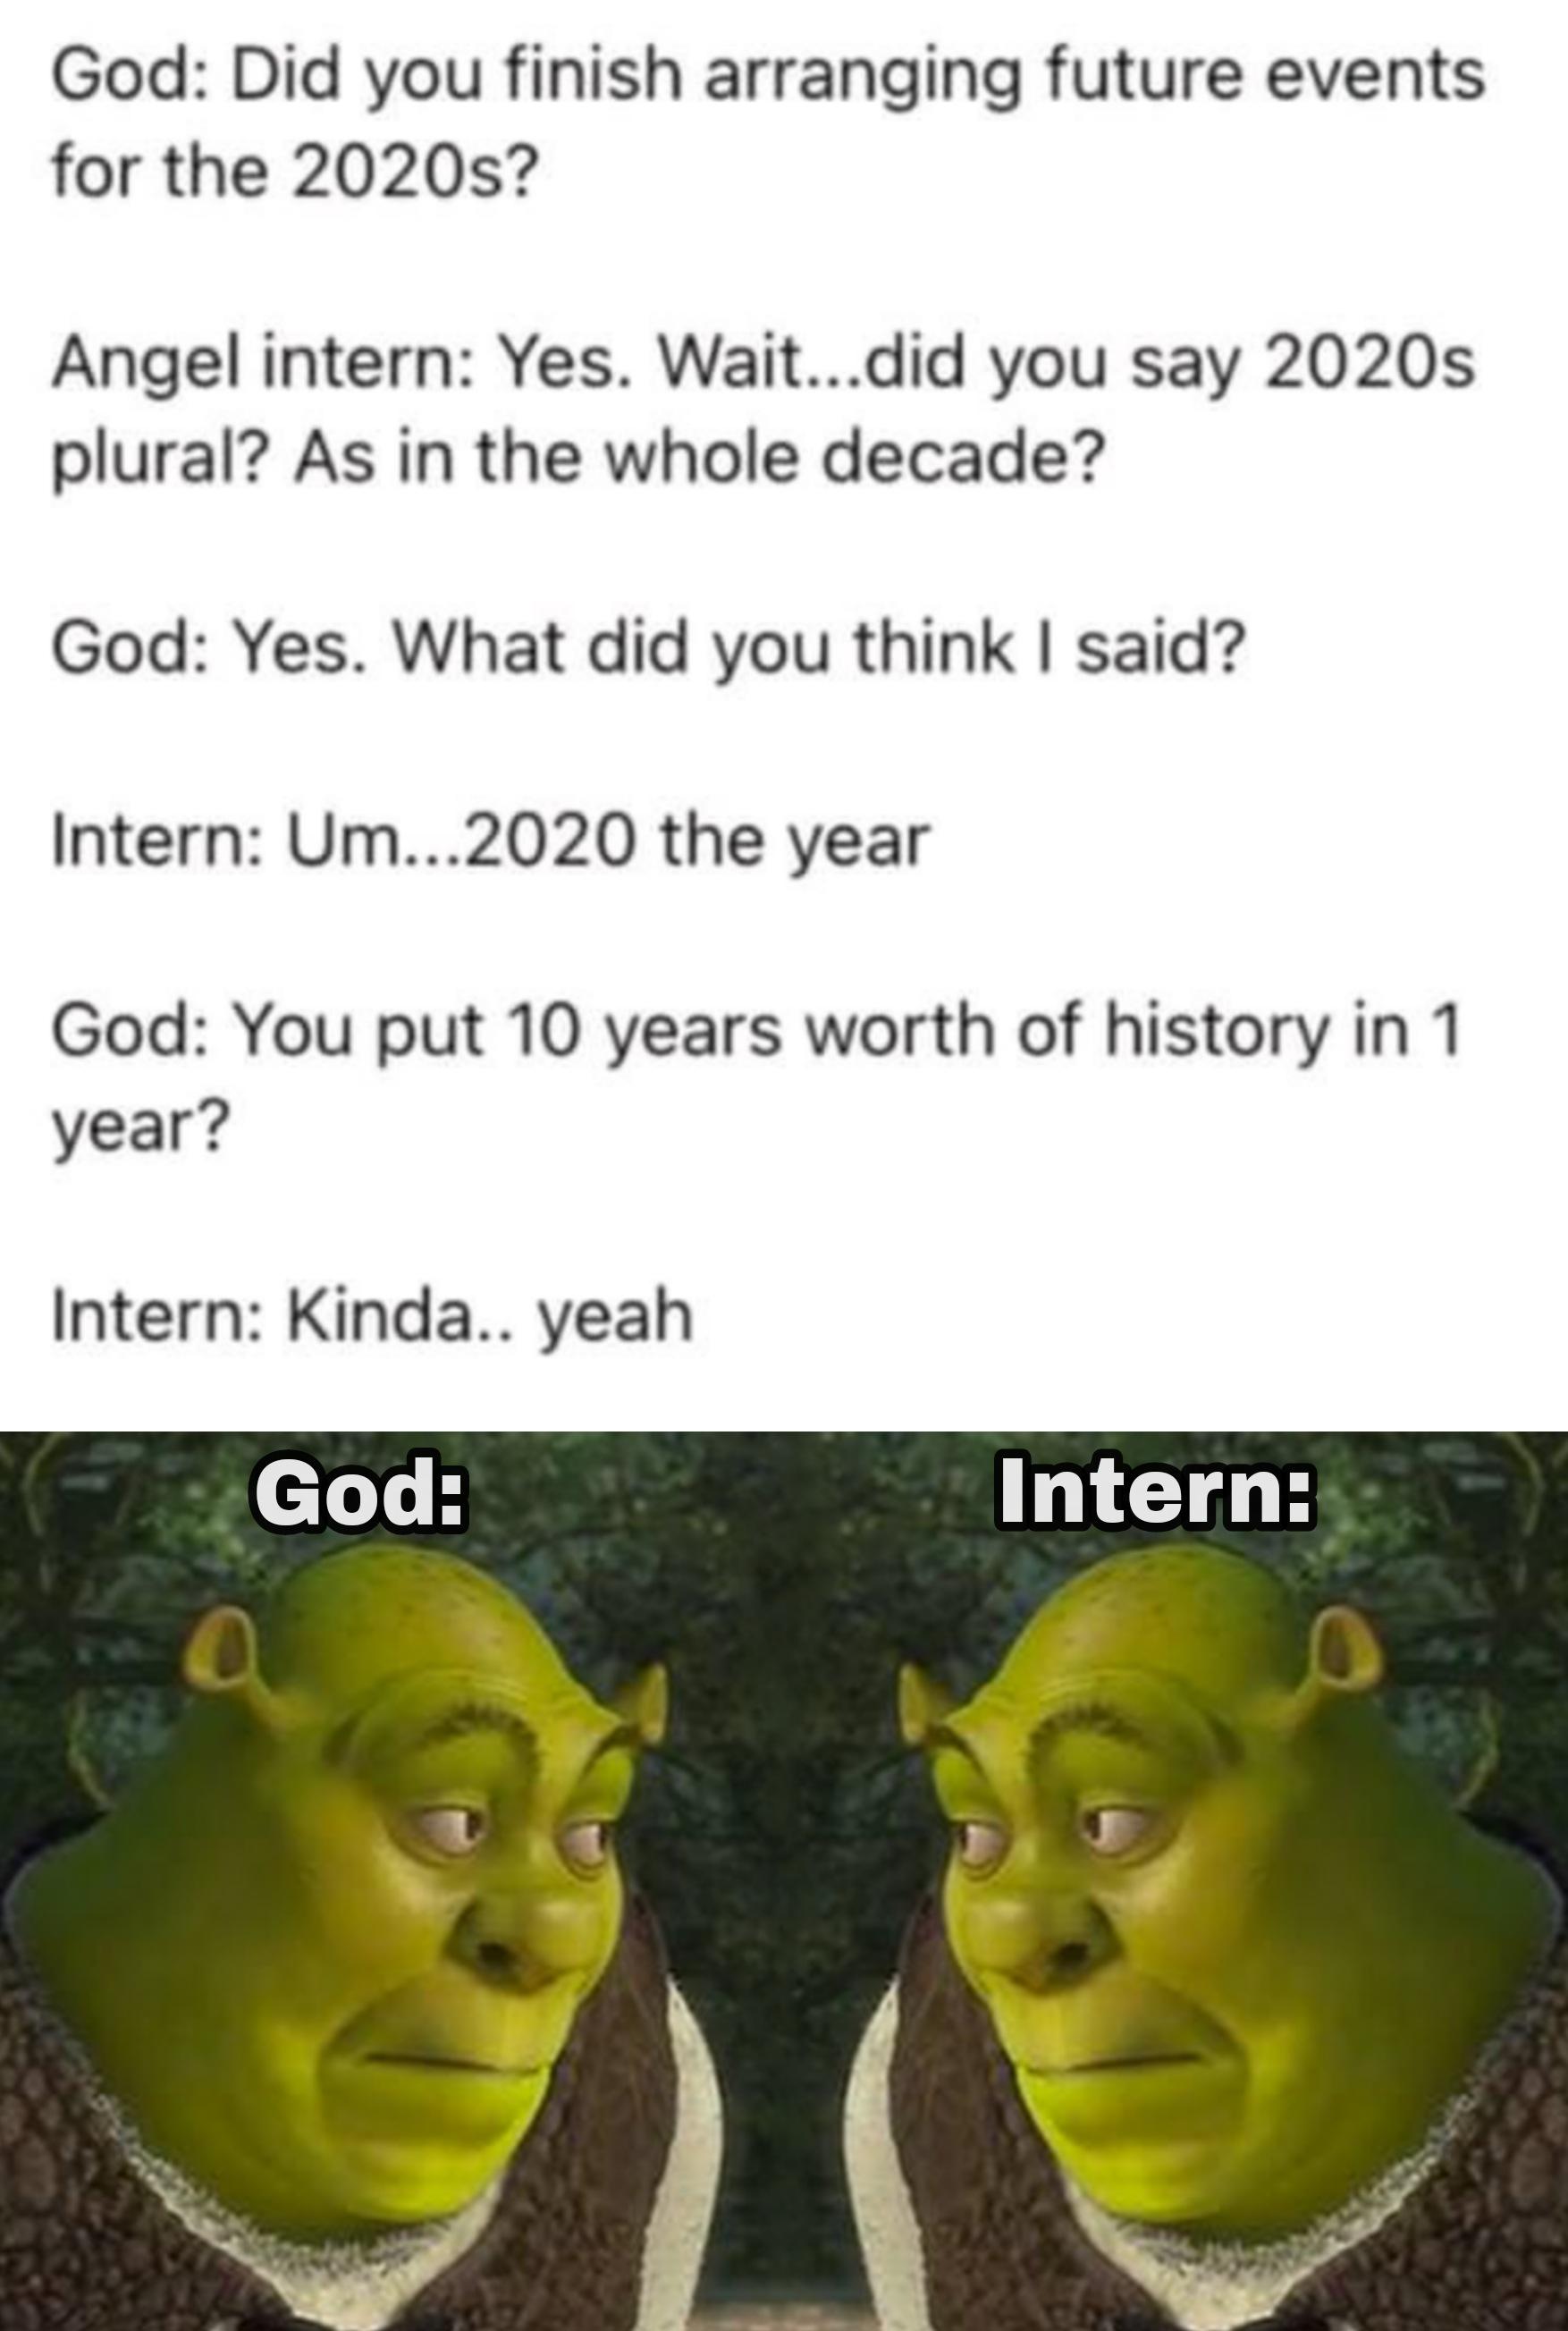 God: Did you finish arranging future events
for the 2020s?
Angel intern: Yes. Wait...did you say 2020s
plural? As in the whole decade?
God: Yes. What did you think I said?
Intern: Um...2020 the year
God: You put 10 years worth of history in 1
year?
Intern: Kinda.. yeah
God: Intern: